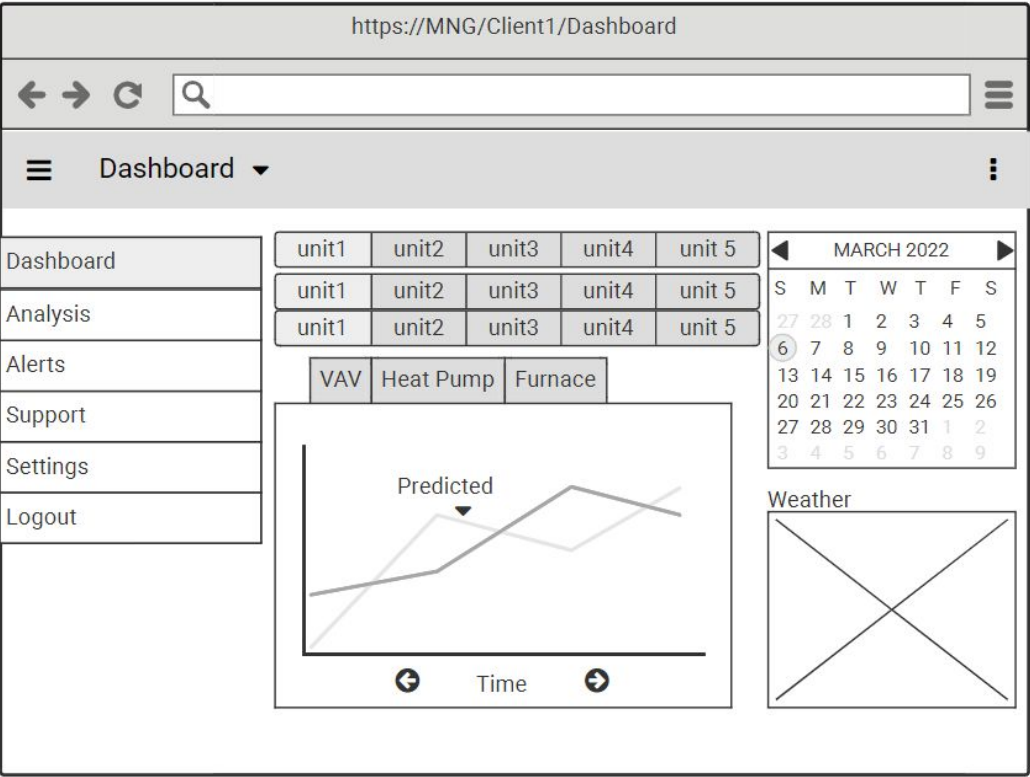 https://MNG/Client1/Dashboard
Dashboard
Dashboard
Analysis
Alerts
Support
Settings
Logout
unit1 unit2 unit3 unit4 unit 5
unit1 unit2 unit3 unit4 unit 5
unit1 unit2 unit3 unit4 unit 5
VAV Heat Pump Furnace
Predicted
Time
MARCH 2022
S M T W T F S
27 28 1 2 3 4 5
6 7 8 9 10 11 12
13 14 15 16 17 18 19
20 21 22 23 24 25 26
27 28 29 30 31 1 2
3 4 5 6 7 8 9
Weather